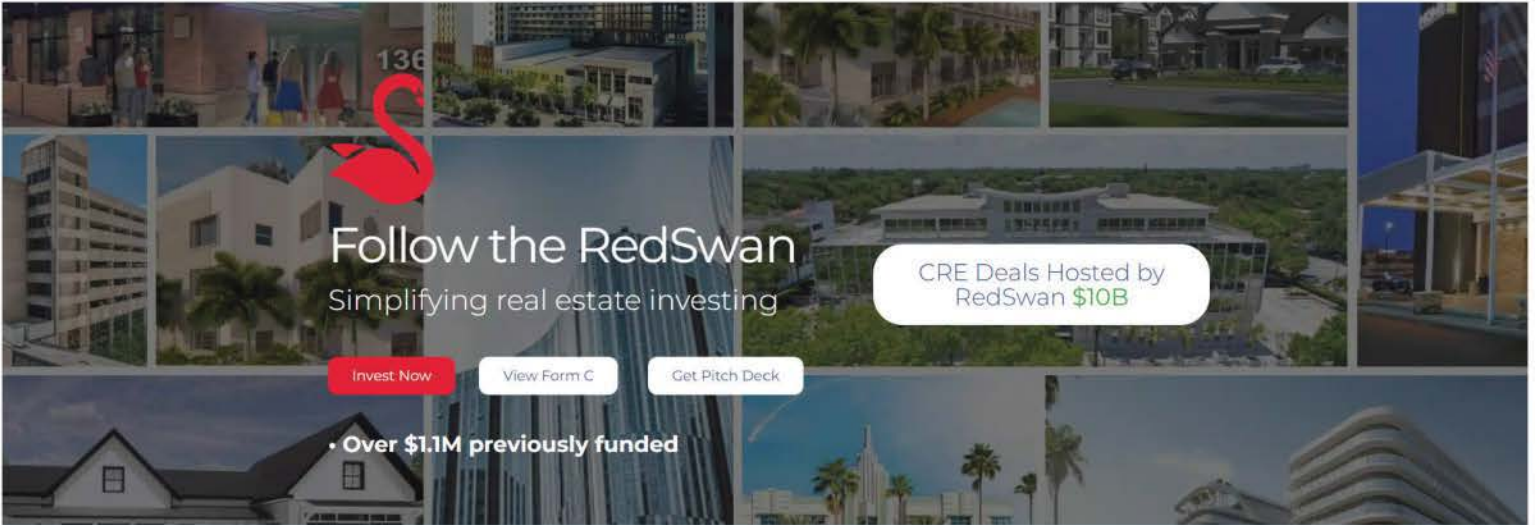 136
Follow the RedSwan
Simplifying real estate investing
CRE Deals Hosted by
RedSwan $10B
Invest Now
View Form C
Get Pitch Deck
• Over $1.1M previously funded